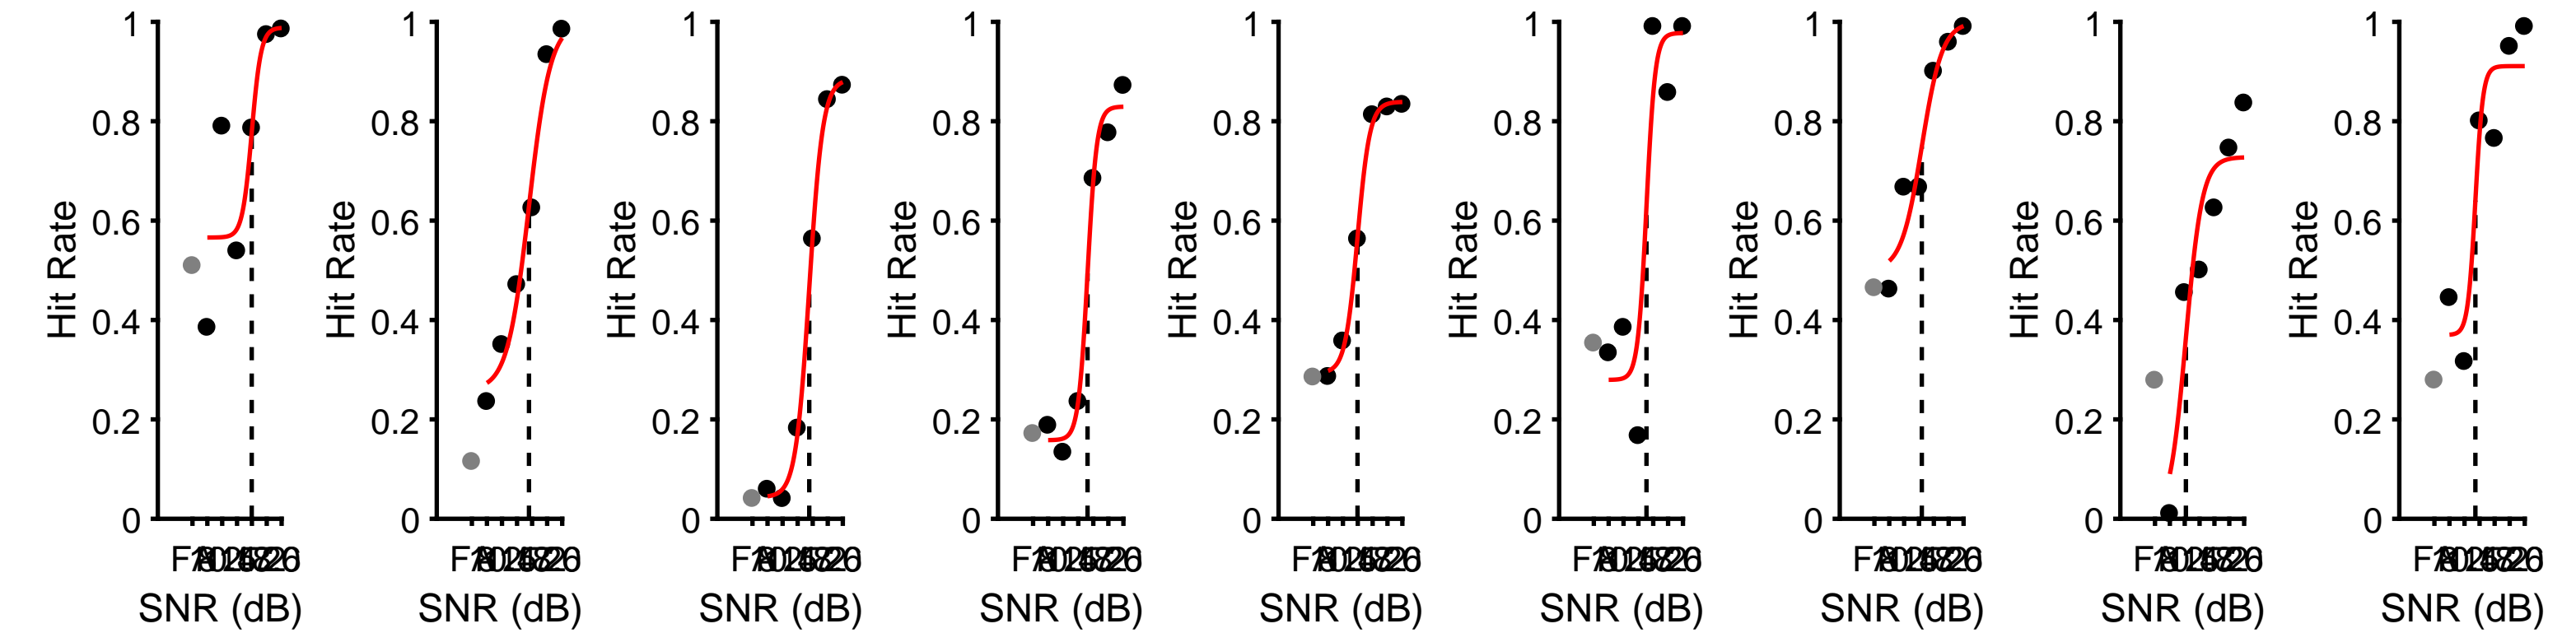 1 1 1 1 1 1 1 1 1
0.8 0.8 0.8 0.8 0.8 0.8 0.8 0.8 0.8
0.6 0.6 0.6 0.6 0.6 0.6 0.6 0.6 0.6
0.4 0.4 0.4 0.4 0.4 0.4 0.4 0.4 0.4
0.2 0.2 0.2 0.2 0.2 0.2 0.2 0.2 0.2
0 0 0 0 0 0 0 0 0
Hit Rate Hit Rate Hit Rate Hit Rate Hit Rate Hit Rate Hit Rate Hit Rate Hit Rate
SNR (dB) SNR (dB) SNR (dB) SNR (dB) SNR (dB) SNR (dB) SNR (dB) SNR (dB) SNR (dB)